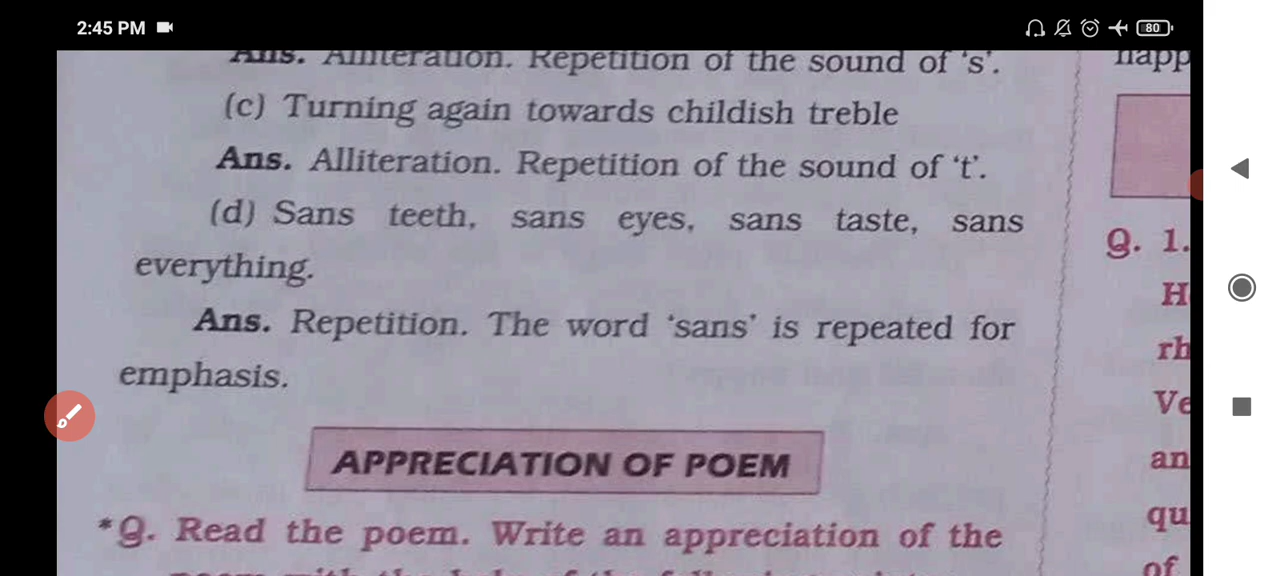 2:45 PM
80
Ans. Alliteration. Repetition of the sound of ‘s’.
(c) Turning again towards childish treble
Ans. Alliteration. Repetition of the sound of ‘t’.
(d) Sans teeth, sans eyes, sans taste, sans
everything.
Ans. Repetition. The word ‘sans’ is repeated for
emphasis.
APPRECIATION OF POEM
*Q. Read the poem. Write an appreciation of the
happ
Q. 1.
H
rh
Ve
an
qu
of